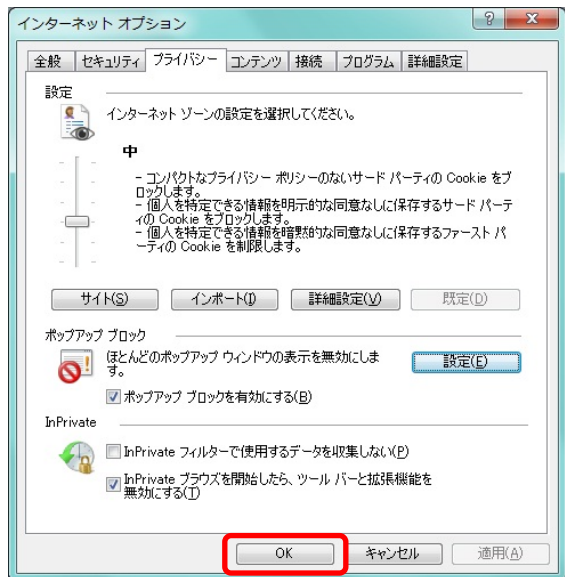 インターネット オプション
全般 セキュリティ プライバシー コンテンツ 接続 プログラム 詳細設定
設定
インターネット ゾーンの設定を選択してください。
中
- コンパクトなプライバシー ポリシーのないサード パーティの Cookie をブ
ロックします。
- 個人を特定できる情報を明示的な同意なしに保存するサード パーテ
ィの Cookie をブロックします。
- 個人を特定できる情報を暗黙的な同意なしに保存するファースト パ
ーティの Cookie を制限します。
サイト(S) インポート(I) 詳細設定(V) 既定(D)
ポップアップ ブロック
ほとんどのポップアップ ウィンドウの表示を無効にしま
す。
設定(E)
ポップアップ ブロックを有効にする(B)
InPrivate
InPrivate フィルターで使用するデータを収集しない(P)
InPrivate ブラウズを開始したら、ツール バーと拡張機能を
無効にする(T)
OK キャンセル 適用(A)